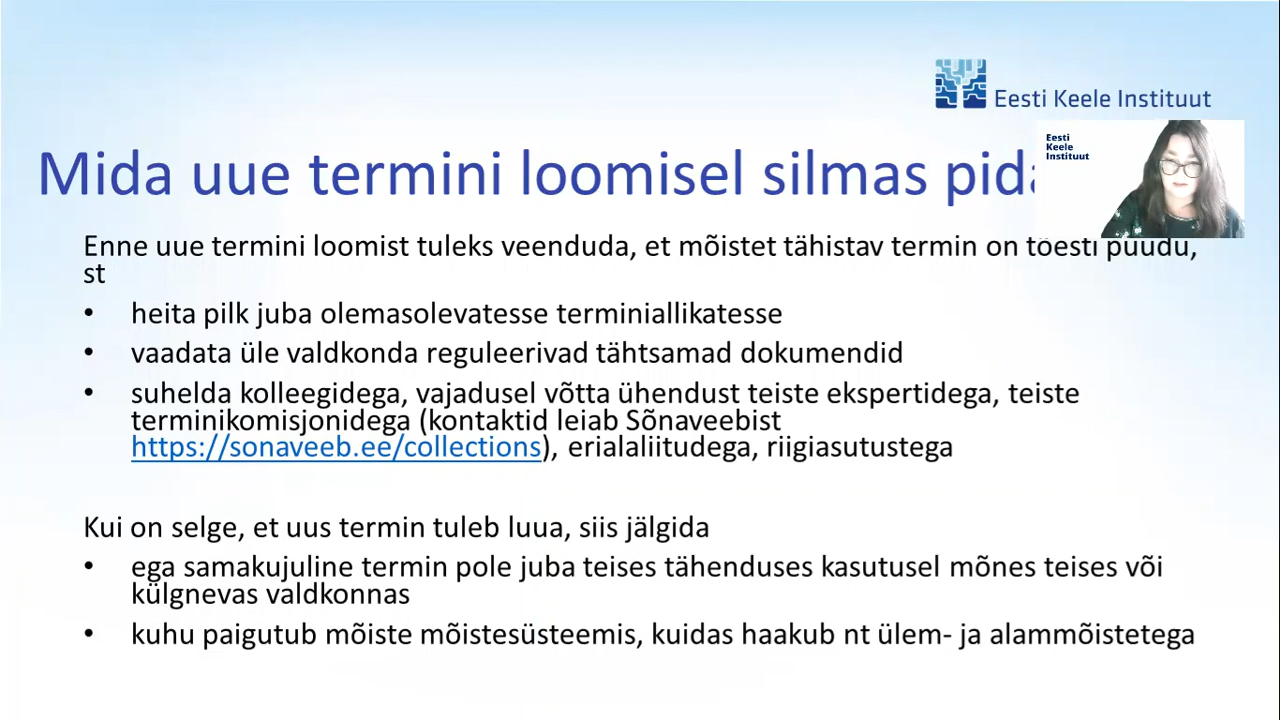 Eesti Keele Instituut
Eesti
Keele
Instituut
Mida uue termini loomisel silmas
Enne uue termini loomist tuleks veenduda, et mõistet tähistav termin on tõesti puudu,
st
• heita pilk juba olemasolevatesse terminiallikatesse
• vaadata üle valdkonda reguleerivad tähtsamad dokumendid
• suhelda kolleegidega, vajadusel võtta ühendust teiste ekspertidega, teiste
terminikomisjonidega (kontaktid leiab Sõnaveebist
https://sonaveeb.ee/collections), erialaliitudega, riigiasutustega
Kui on selge, et uus termin tuleb luua, siis jälgida
• ega samakujuline termin pole juba teises tähenduses kasutusel mõnes teises või
külgnevas valdkonnas
• kuhu paigutub mõiste mõistesüsteemis, kuidas haakub nt ülem- ja alammõistetega